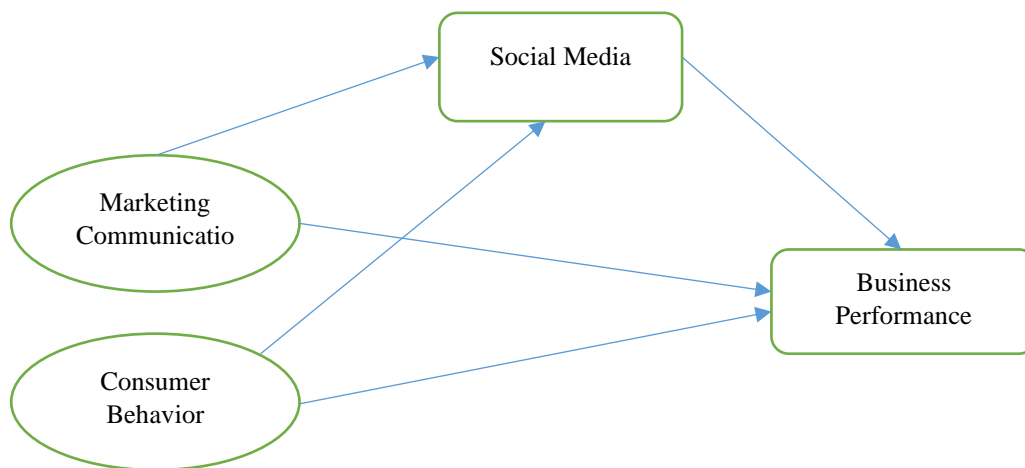 Social Media
Marketing
Communicatio
Business
Performance
Consumer
Behavior